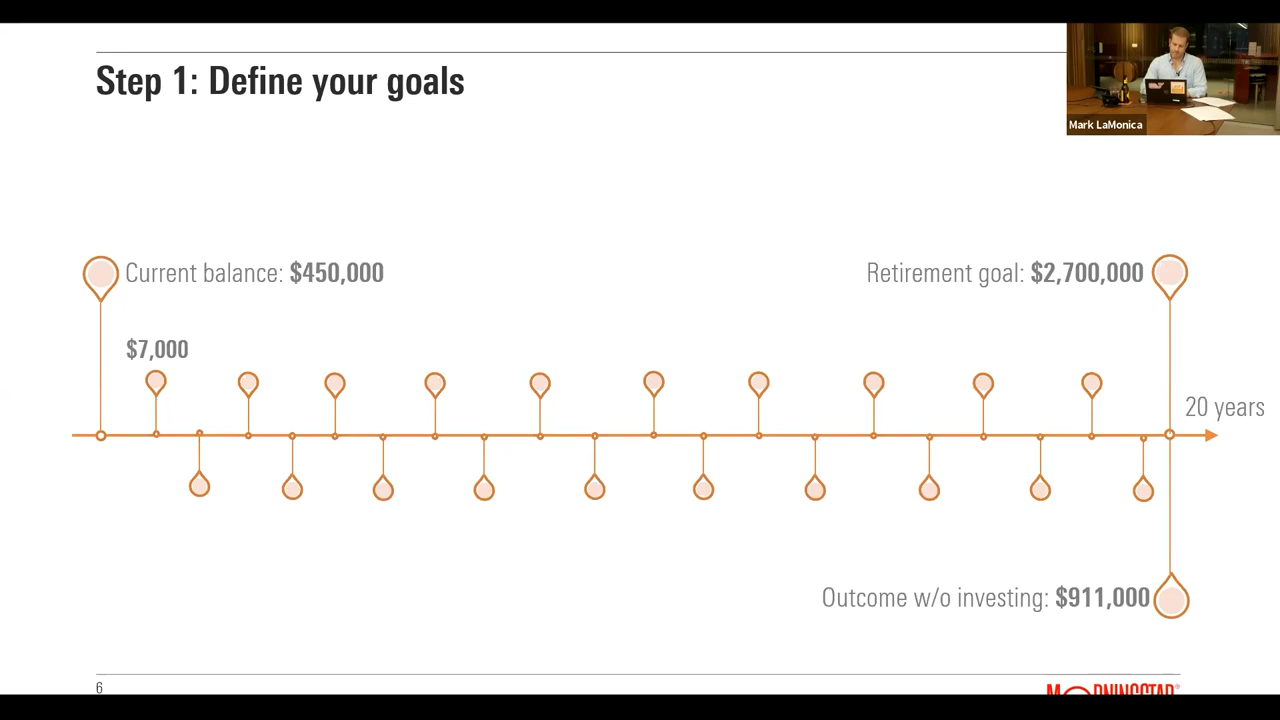 Step 1: Define your goals
Mark LaMonica
Current balance: $450,000
Retirement goal: $2,700,000
$7,000
20 years
Outcome w/o investing: $911,000
6
MORNINGSTAR®